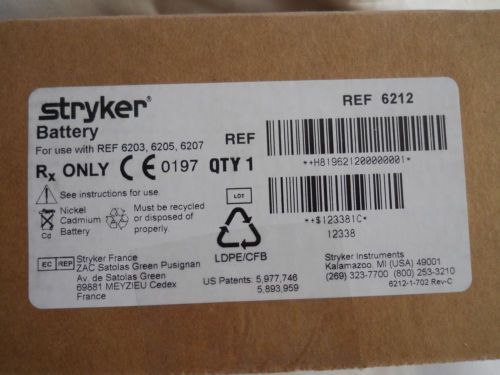 stryker®
REF 6212
Battery
For use with REF 6203, 6205, 6207
REF
*+H819621200000001*
Rx ONLY CE 0197 QTY 1
See instructions for use.
LOT
Nickel
Cadmium
Battery
Cd
Must be recycled
or disposed of
properly.
LDPE/CFB
*+$12338IC*
12338
EC REP
Stryker France
ZAC Satolas Green Pusignan
Av. de Satolas Green
69881 MEYZIEU Cedex
France
US Patents: 5,977,746
5,893,959
Stryker Instruments
Kalamazoo, MI (USA) 49001
(269) 323-7700 (800) 253-3210
6212-1-702 Rev-C